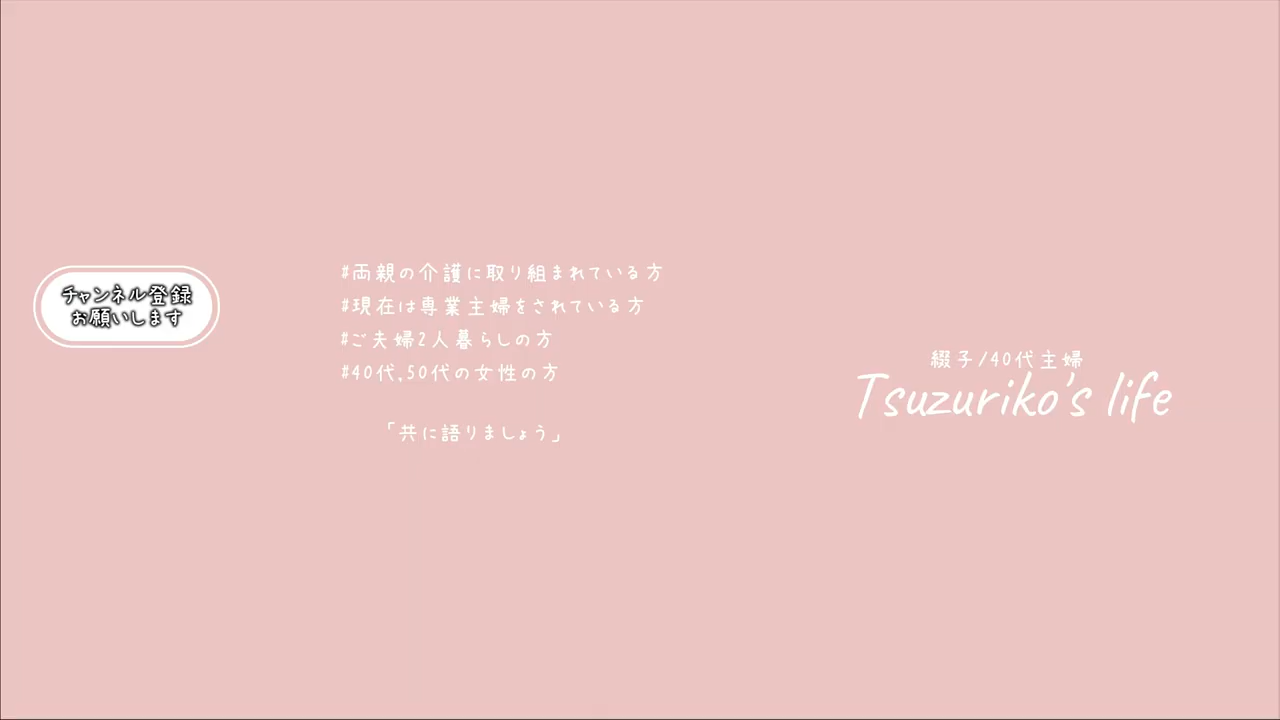 チャンネル登録
お願いします
#両親の介護に取り組まれている方
#現在は専業主婦をされている方
#ご夫婦2人暮らしの方
#40代,50代の女性の方
「共に語りましょう」
綴子/40代主婦
Tsuzuriko's life